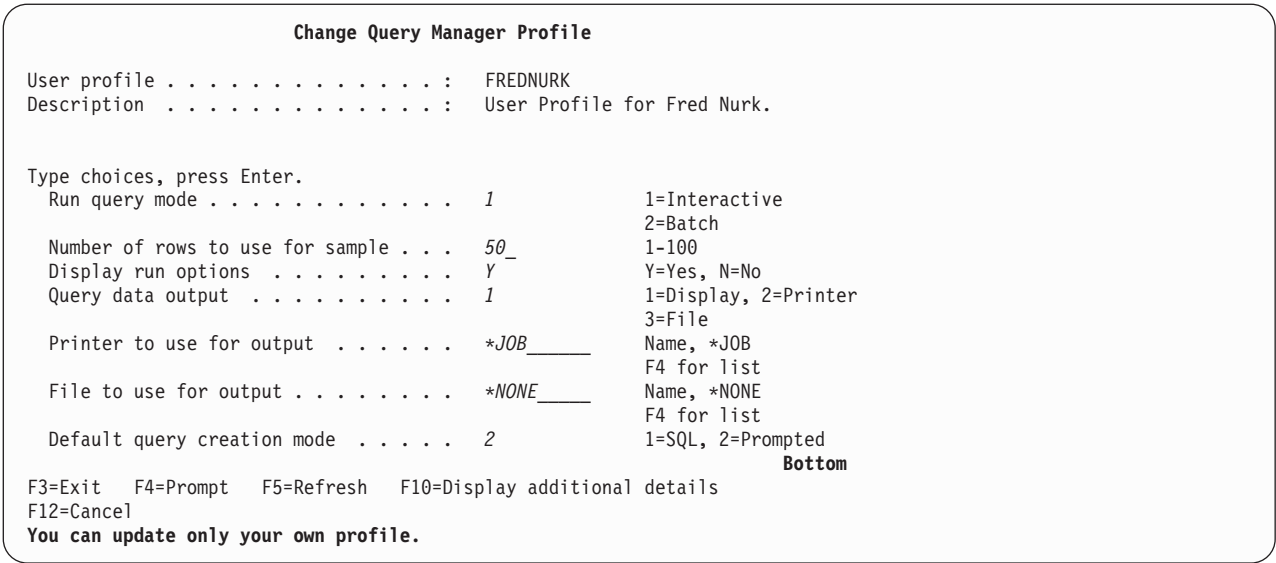 Change Query Manager Profile
User profile . . . . . . . . . . . . . : FREDNURK
Description . . . . . . . . . . . . . : User Profile for Fred Nurk.
Type choices, press Enter.
Run query mode . . . . . . . . . . . . 1 1=Interactive
2=Batch
Number of rows to use for sample . . . 50_ 1-100
Display run options . . . . . . . . . Y Y=Yes, N=No
Query data output . . . . . . . . . . 1 1=Display, 2=Printer
3=File
Printer to use for output . . . . . . *JOB______ Name, *JOB
F4 for list
File to use for output . . . . . . . . *NONE_____ Name, *NONE
F4 for list
Default query creation mode . . . . . 2 1=SQL, 2=Prompted
Bottom
F3=Exit F4=Prompt F5=Refresh F10=Display additional details
F12=Cancel
You can update only your own profile.